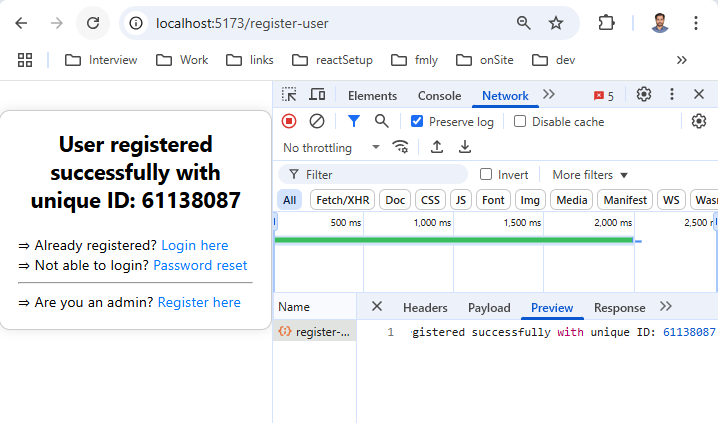 localhost:5173/register-user
Interview Work links reactSetup fmly onSite dev »
User registered
successfully with
unique ID: 61138087
⇒ Already registered? Login here
⇒ Not able to login? Password reset
⇒ Are you an admin? Register here
Elements Console Network » 5
Preserve log Disable cache
No throttling
Filter Invert More filters
All Fetch/XHR Doc CSS JS Font Img Media Manifest WS Wasm
500 ms 1,000 ms 1,500 ms 2,000 ms 2,500 m
Name Headers Payload Preview Response »
register-... 1 gistered successfully with unique ID: 61138087